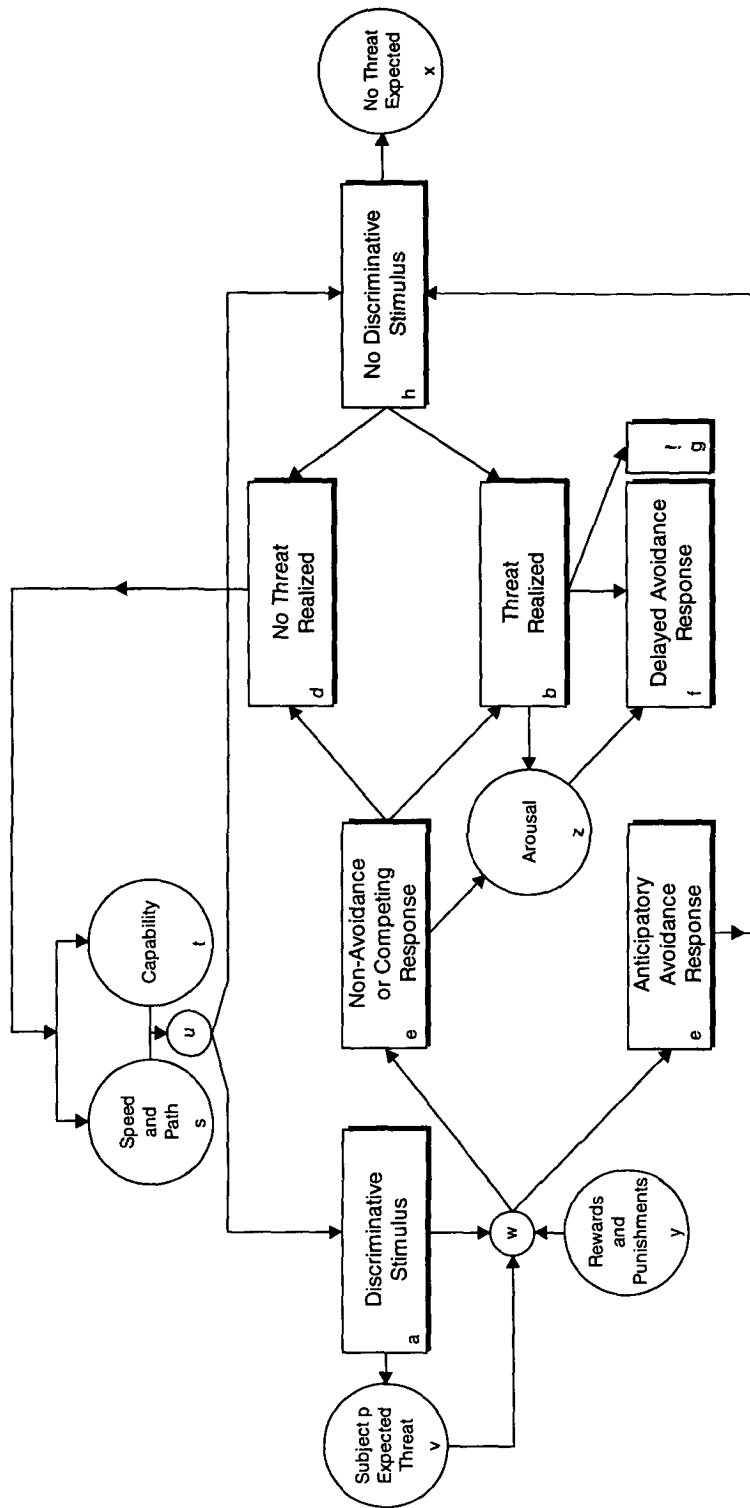 Speed
and
Path
s
Capability
t
u
Subject p
Expected
Threat
v
Discriminative
Stimulus
a
w
Rewards
and
Punishments
y
Non-Avoidance
or Competing
Response
e
Anticipatory
Avoidance
Response
e
Arousal
z
No Threat
Realized
d
Threat
Realized
b
Delayed Avoidance
Response
f
!
g
No Discriminative
Stimulus
h
No Threat
Expected
x